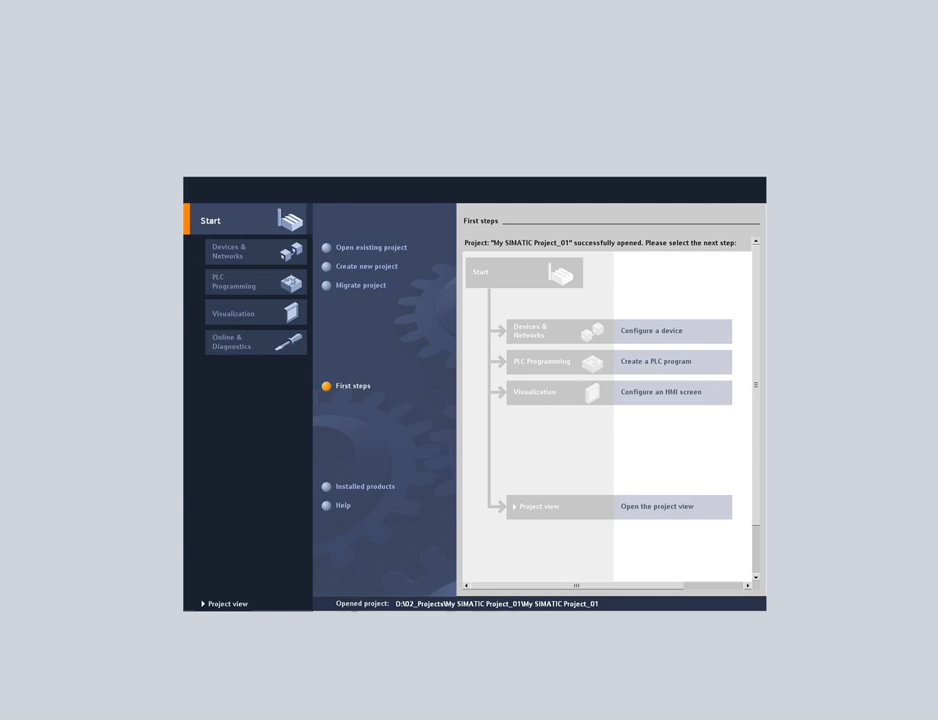 Start
Devices &
Networks
PLC
Programming
Visualization
Online &
Diagnostics
Project view
Open existing project
Create new project
Migrate project
First steps
Installed products
Help
First steps
Project: "My SIMATIC Project_01" successfully opened. Please select the next step:
Start
Devices &
Networks
Configure a device
PLC Programming
Create a PLC program
Visualization
Configure an HMI screen
Project view
Open the project view
Opened project: D:\02_Projects\My SIMATIC Project_01\My SIMATIC Project_01